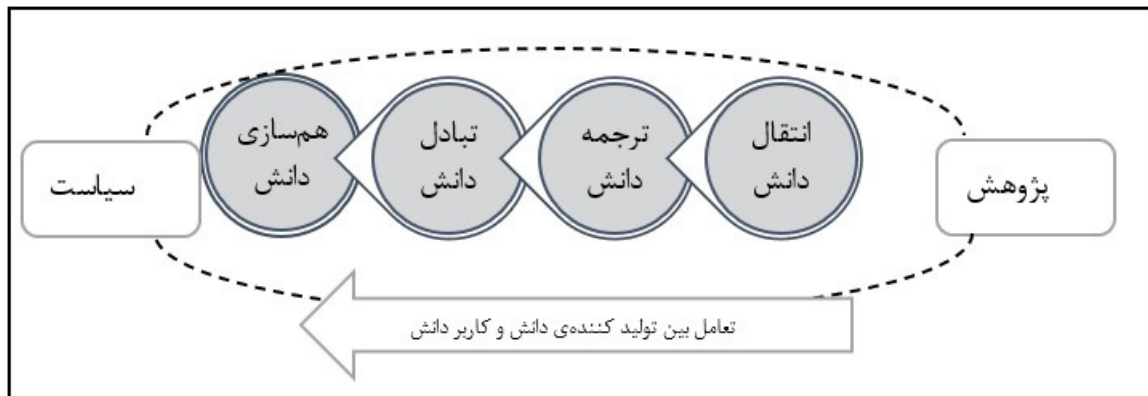 پژوهش
انتقال
دانش
ترجمه
دانش
تبادل
دانش
هم‌سازی
دانش
سیاست
تعامل بین تولید کننده‌ی دانش و کاربر دانش